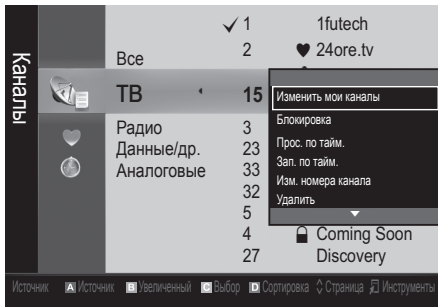 Каналы
✓ 1 1futech
Все 2 ♥ 24ore.tv
ТВ 15
Радио 3
Данные/др. 23
Аналоговые 33
32
5
4 Coming Soon
27 Discovery
Изменить мои каналы
Блокировка
Прос. по тайм.
Зап. по тайм.
Изм. номера канала
Удалить
Источник A Источник B Увеличенный C Выбор D Сортировка Страница Инструменты